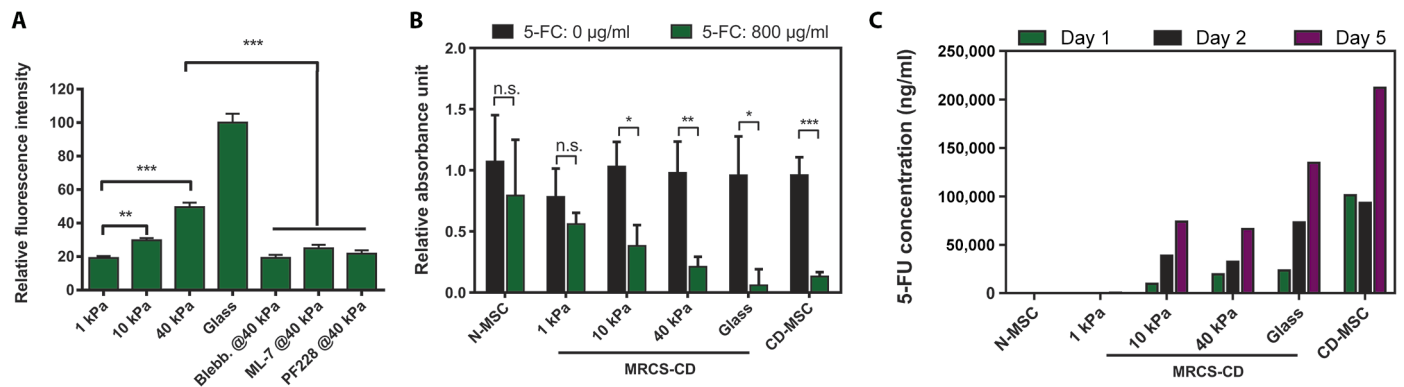 A
Relative fluorescence intensity
120
100
80
60
40
20
0
***
***
**
1 kPa
10 kPa
40 kPa
Glass
Blebb. @40 kPa
ML-7 @40 kPa
PF228 @40 kPa
B
5-FC: 0 µg/ml
5-FC: 800 µg/ml
Relative absorbance unit
2.0
1.5
1.0
0.5
0.0
n.s.
n.s.
*
**
*
***
N-MSC
1 kPa
10 kPa
40 kPa
Glass
CD-MSC
MRCS-CD
C
Day 1
Day 2
Day 5
5-FU concentration (ng/ml)
250,000
200,000
150,000
100,000
50,000
0
N-MSC
1 kPa
10 kPa
40 kPa
Glass
CD-MSC
MRCS-CD